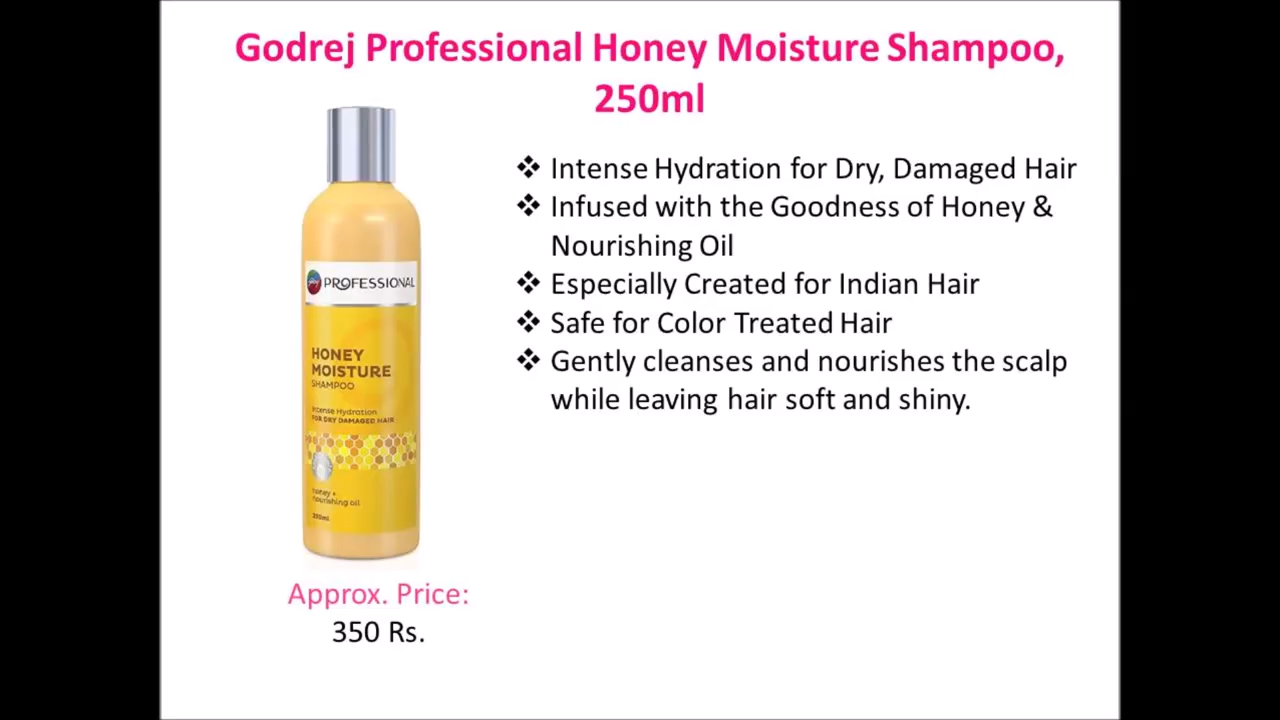 Godrej Professional Honey Moisture Shampoo,
250ml
❖ Intense Hydration for Dry, Damaged Hair
❖ Infused with the Goodness of Honey &
Nourishing Oil
❖ Especially Created for Indian Hair
❖ Safe for Color Treated Hair
❖ Gently cleanses and nourishes the scalp
while leaving hair soft and shiny.
PROFESSIONAL
HONEY
MOISTURE
SHAMPOO
Intense Hydration
FOR DRY DAMAGED HAIR
honey +
nourishing oil
250ml
Approx. Price:
350 Rs.